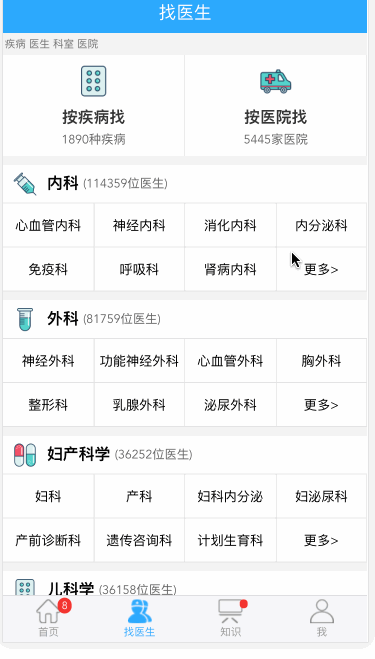 找医生
疾病 医生 科室 医院
按疾病找 按医院找
1890种疾病 5445家医院
内科 (114359位医生)
心血管内科 神经内科 消化内科 内分泌科
免疫科 呼吸科 肾病内科 更多>
外科 (81759位医生)
神经外科 功能神经外科 心血管外科 胸外科
整形科 乳腺外科 泌尿外科 更多>
妇产科学 (36252位医生)
妇科 产科 妇科内分泌 妇泌尿科
产前诊断科 遗传咨询科 计划生育科 更多>
儿科学 (36158位医生)
8
首页 找医生 知识 我